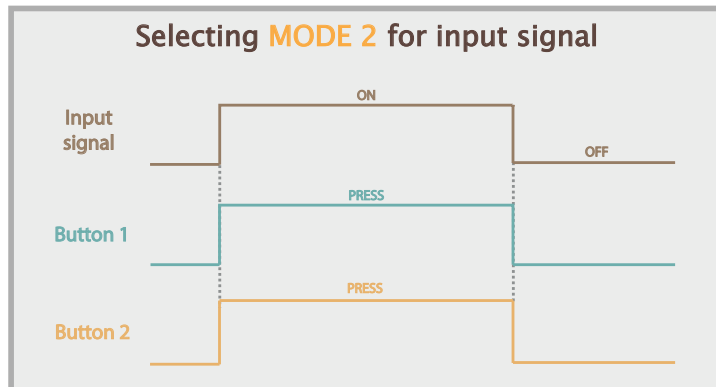 Selecting MODE 2 for input signal
ON
Input
signal
OFF
PRESS
Button 1
PRESS
Button 2